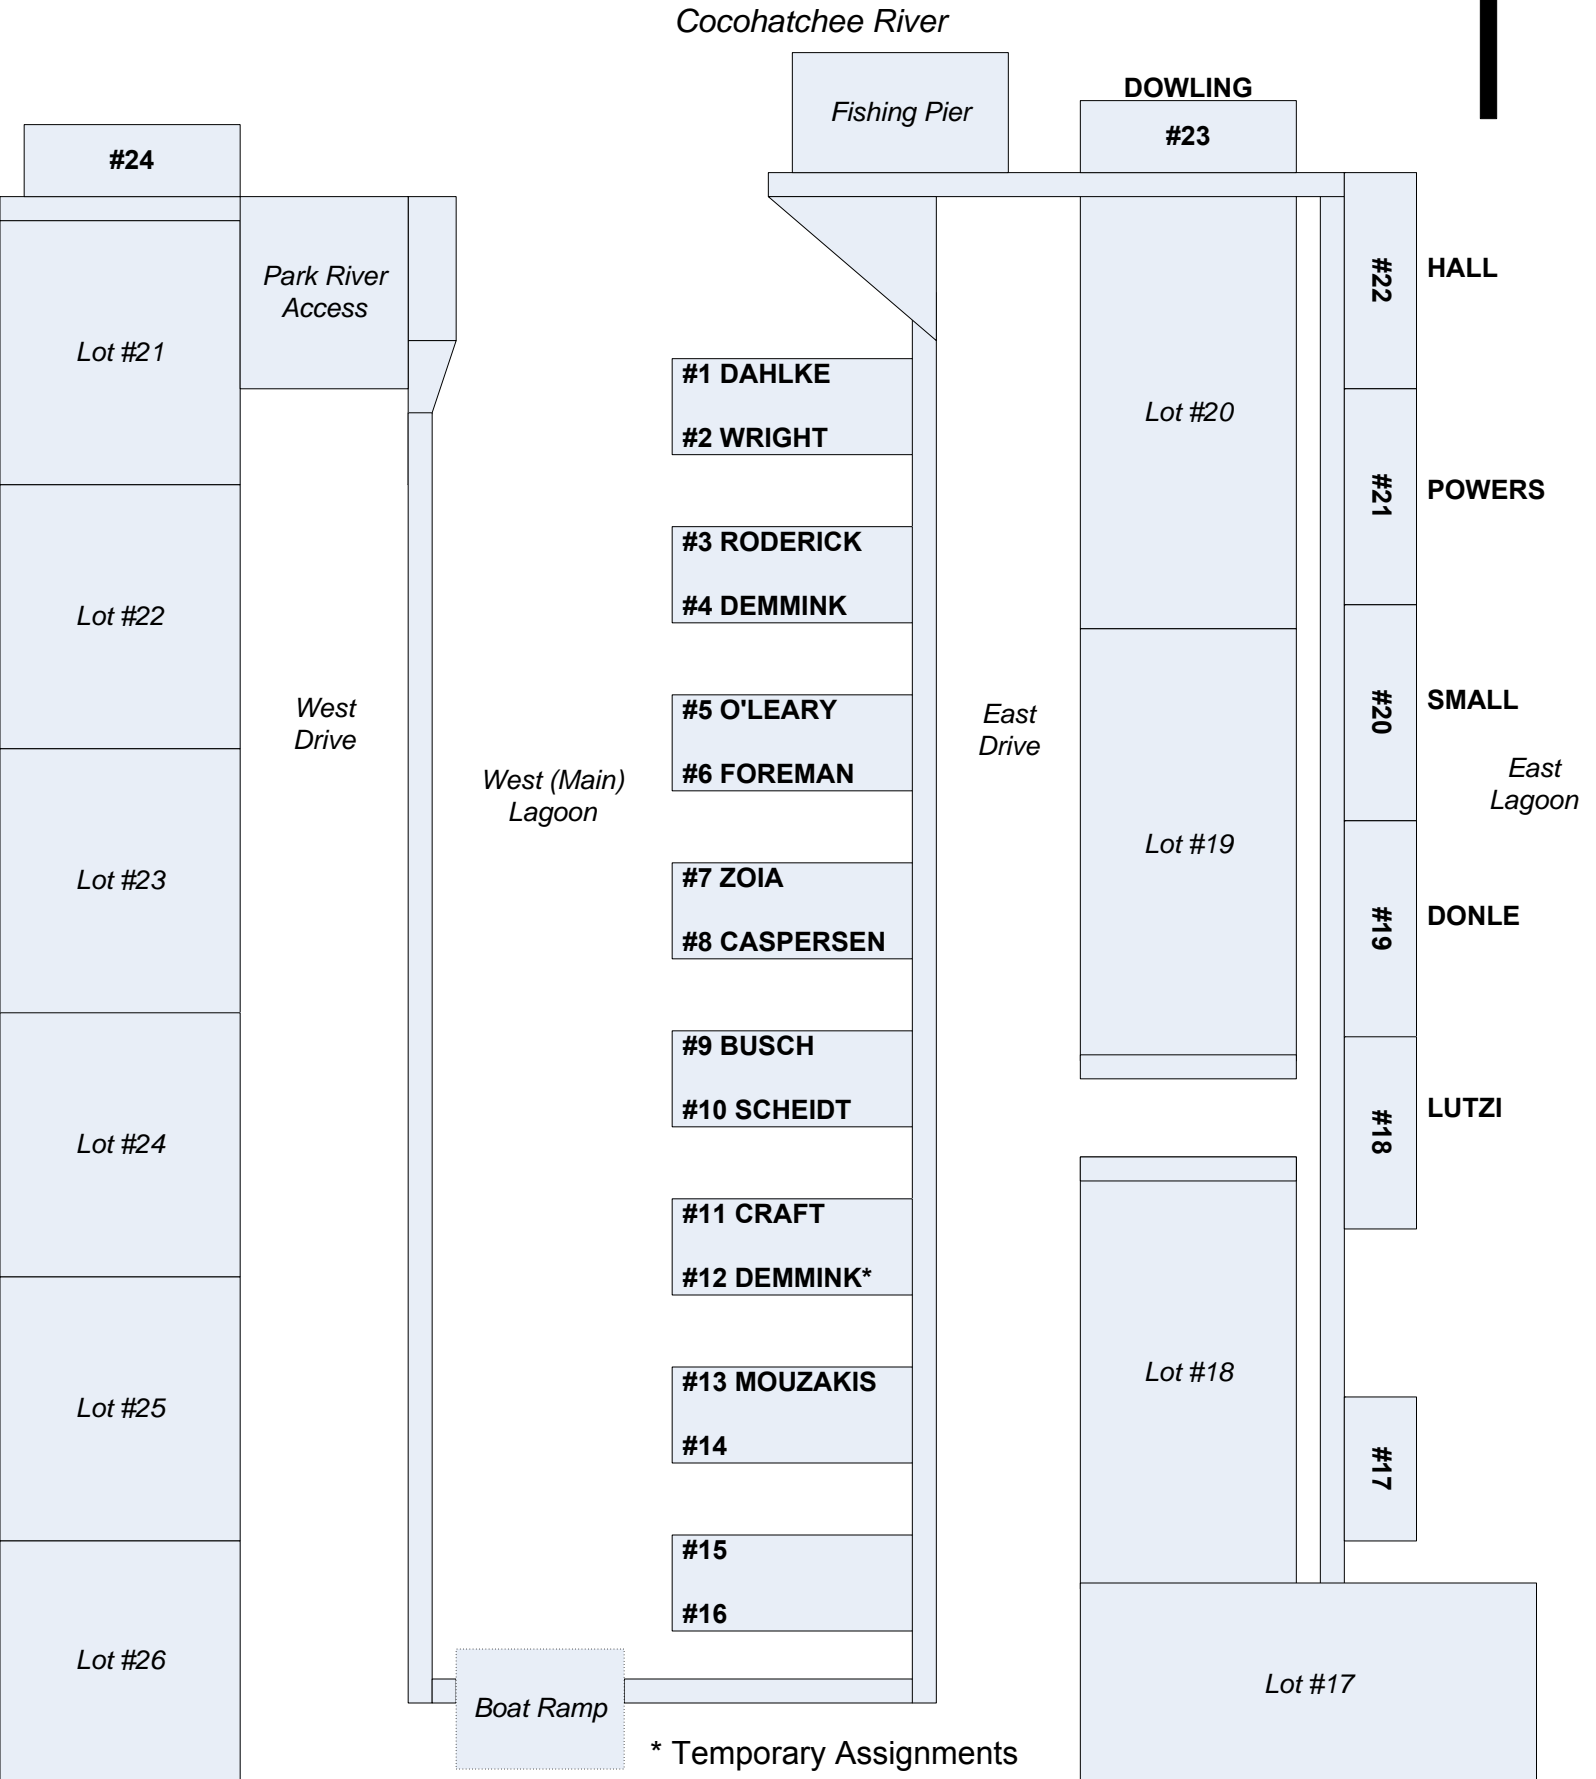 Cocohatchee River
DOWLING
Fishing Pier
#23
#24
Park River
Access
#22
HALL
Lot #21
#1 DAHLKE
#2 WRIGHT
Lot #20
#21
POWERS
#3 RODERICK
#4 DEMMINK
Lot #22
West
Drive
#5 O'LEARY
#6 FOREMAN
East
Drive
#20
SMALL
West (Main)
Lagoon
East
Lagoon
Lot #23
#7 ZOIA
#8 CASPERSEN
Lot #19
#19
DONLE
#9 BUSCH
#10 SCHEIDT
#18
LUTZI
Lot #24
#11 CRAFT
#12 DEMMINK*
Lot #25
#13 MOUZAKIS
#14
Lot #18
#17
#15
#16
Lot #26
Boat Ramp
Lot #17
* Temporary Assignments